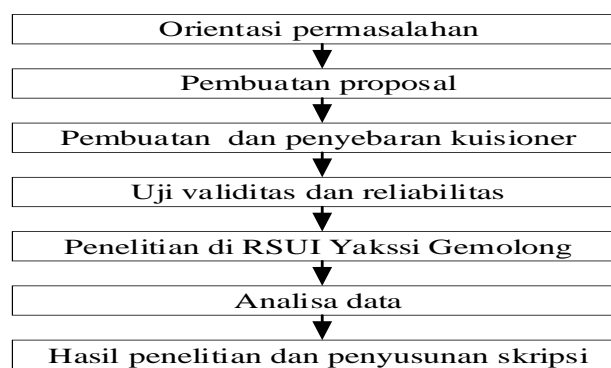 Orientasi permasalahan
Pembuatan proposal
Pembuatan dan penyebaran kuisioner
Uji validitas dan reliabilitas
Penelitian di RSUI Yakssi Gemolong
Analisa data
Hasil penelitian dan penyusunan skripsi